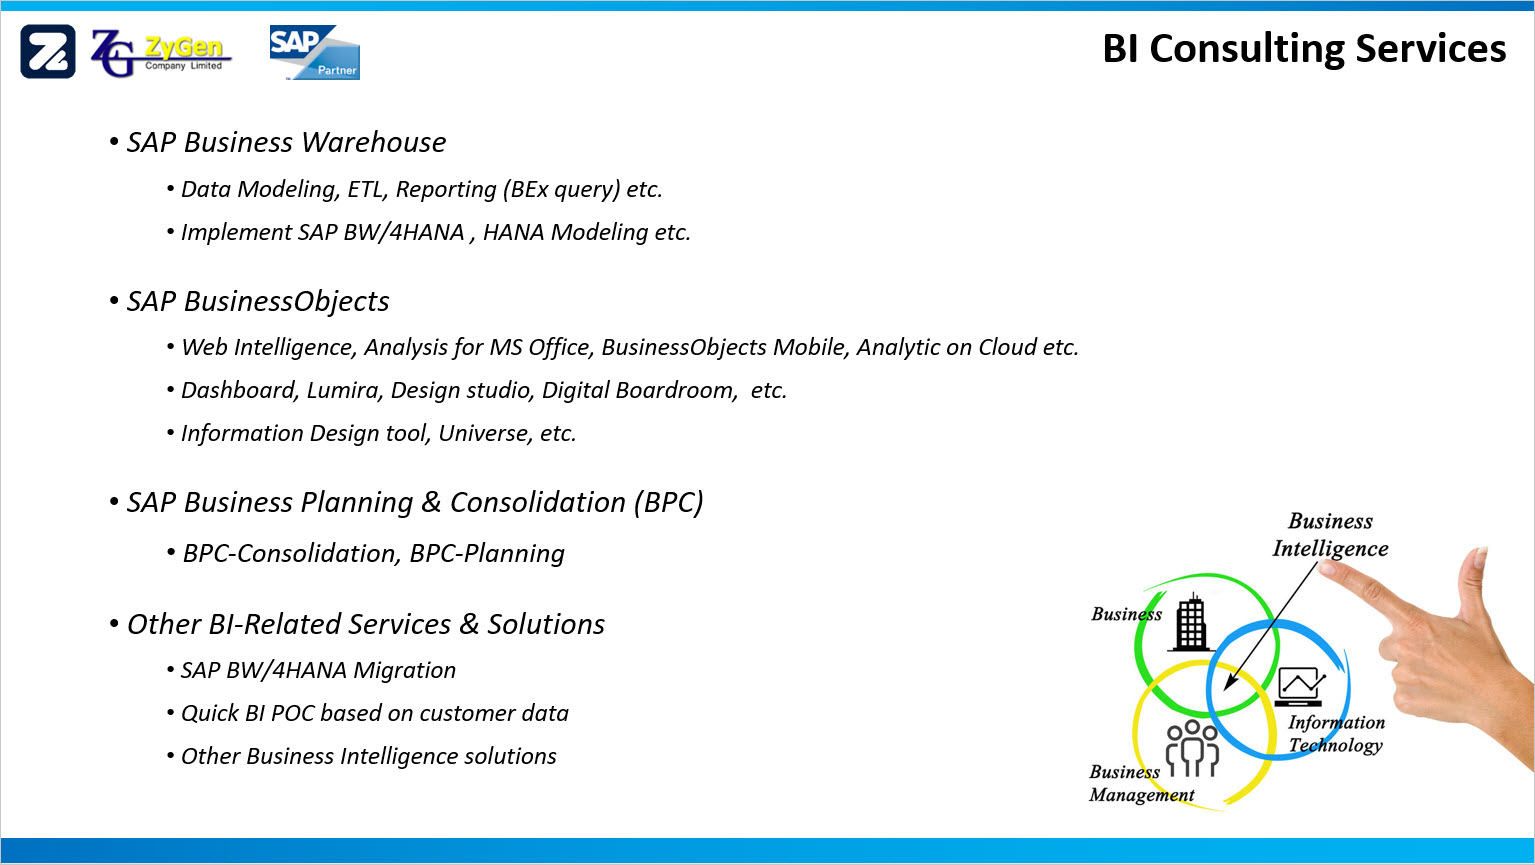 ZG ZyGen
Company Limited
SAP
Partner
BI Consulting Services
• SAP Business Warehouse
• Data Modeling, ETL, Reporting (BEx query) etc.
• Implement SAP BW/4HANA , HANA Modeling etc.
• SAP BusinessObjects
• Web Intelligence, Analysis for MS Office, BusinessObjects Mobile, Analytic on Cloud etc.
• Dashboard, Lumira, Design studio, Digital Boardroom,  etc.
• Information Design tool, Universe, etc.
• SAP Business Planning & Consolidation (BPC)
• BPC-Consolidation, BPC-Planning
• Other BI-Related Services & Solutions
• SAP BW/4HANA Migration
• Quick BI POC based on customer data
• Other Business Intelligence solutions
Business
Intelligence
Business
Information
Technology
Business
Management